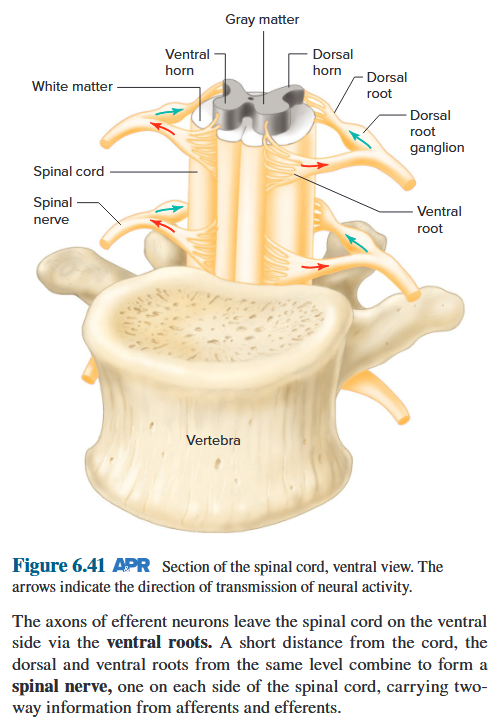 Gray matter
Ventral
horn
Dorsal
horn
White matter
Dorsal
root
Dorsal
root
ganglion
Spinal cord
Spinal
nerve
Ventral
root
Vertebra
Figure 6.41 AP|R Section of the spinal cord, ventral view. The
arrows indicate the direction of transmission of neural activity.
The axons of efferent neurons leave the spinal cord on the ventral
side via the ventral roots. A short distance from the cord, the
dorsal and ventral roots from the same level combine to form a
spinal nerve, one on each side of the spinal cord, carrying two-
way information from afferents and efferents.